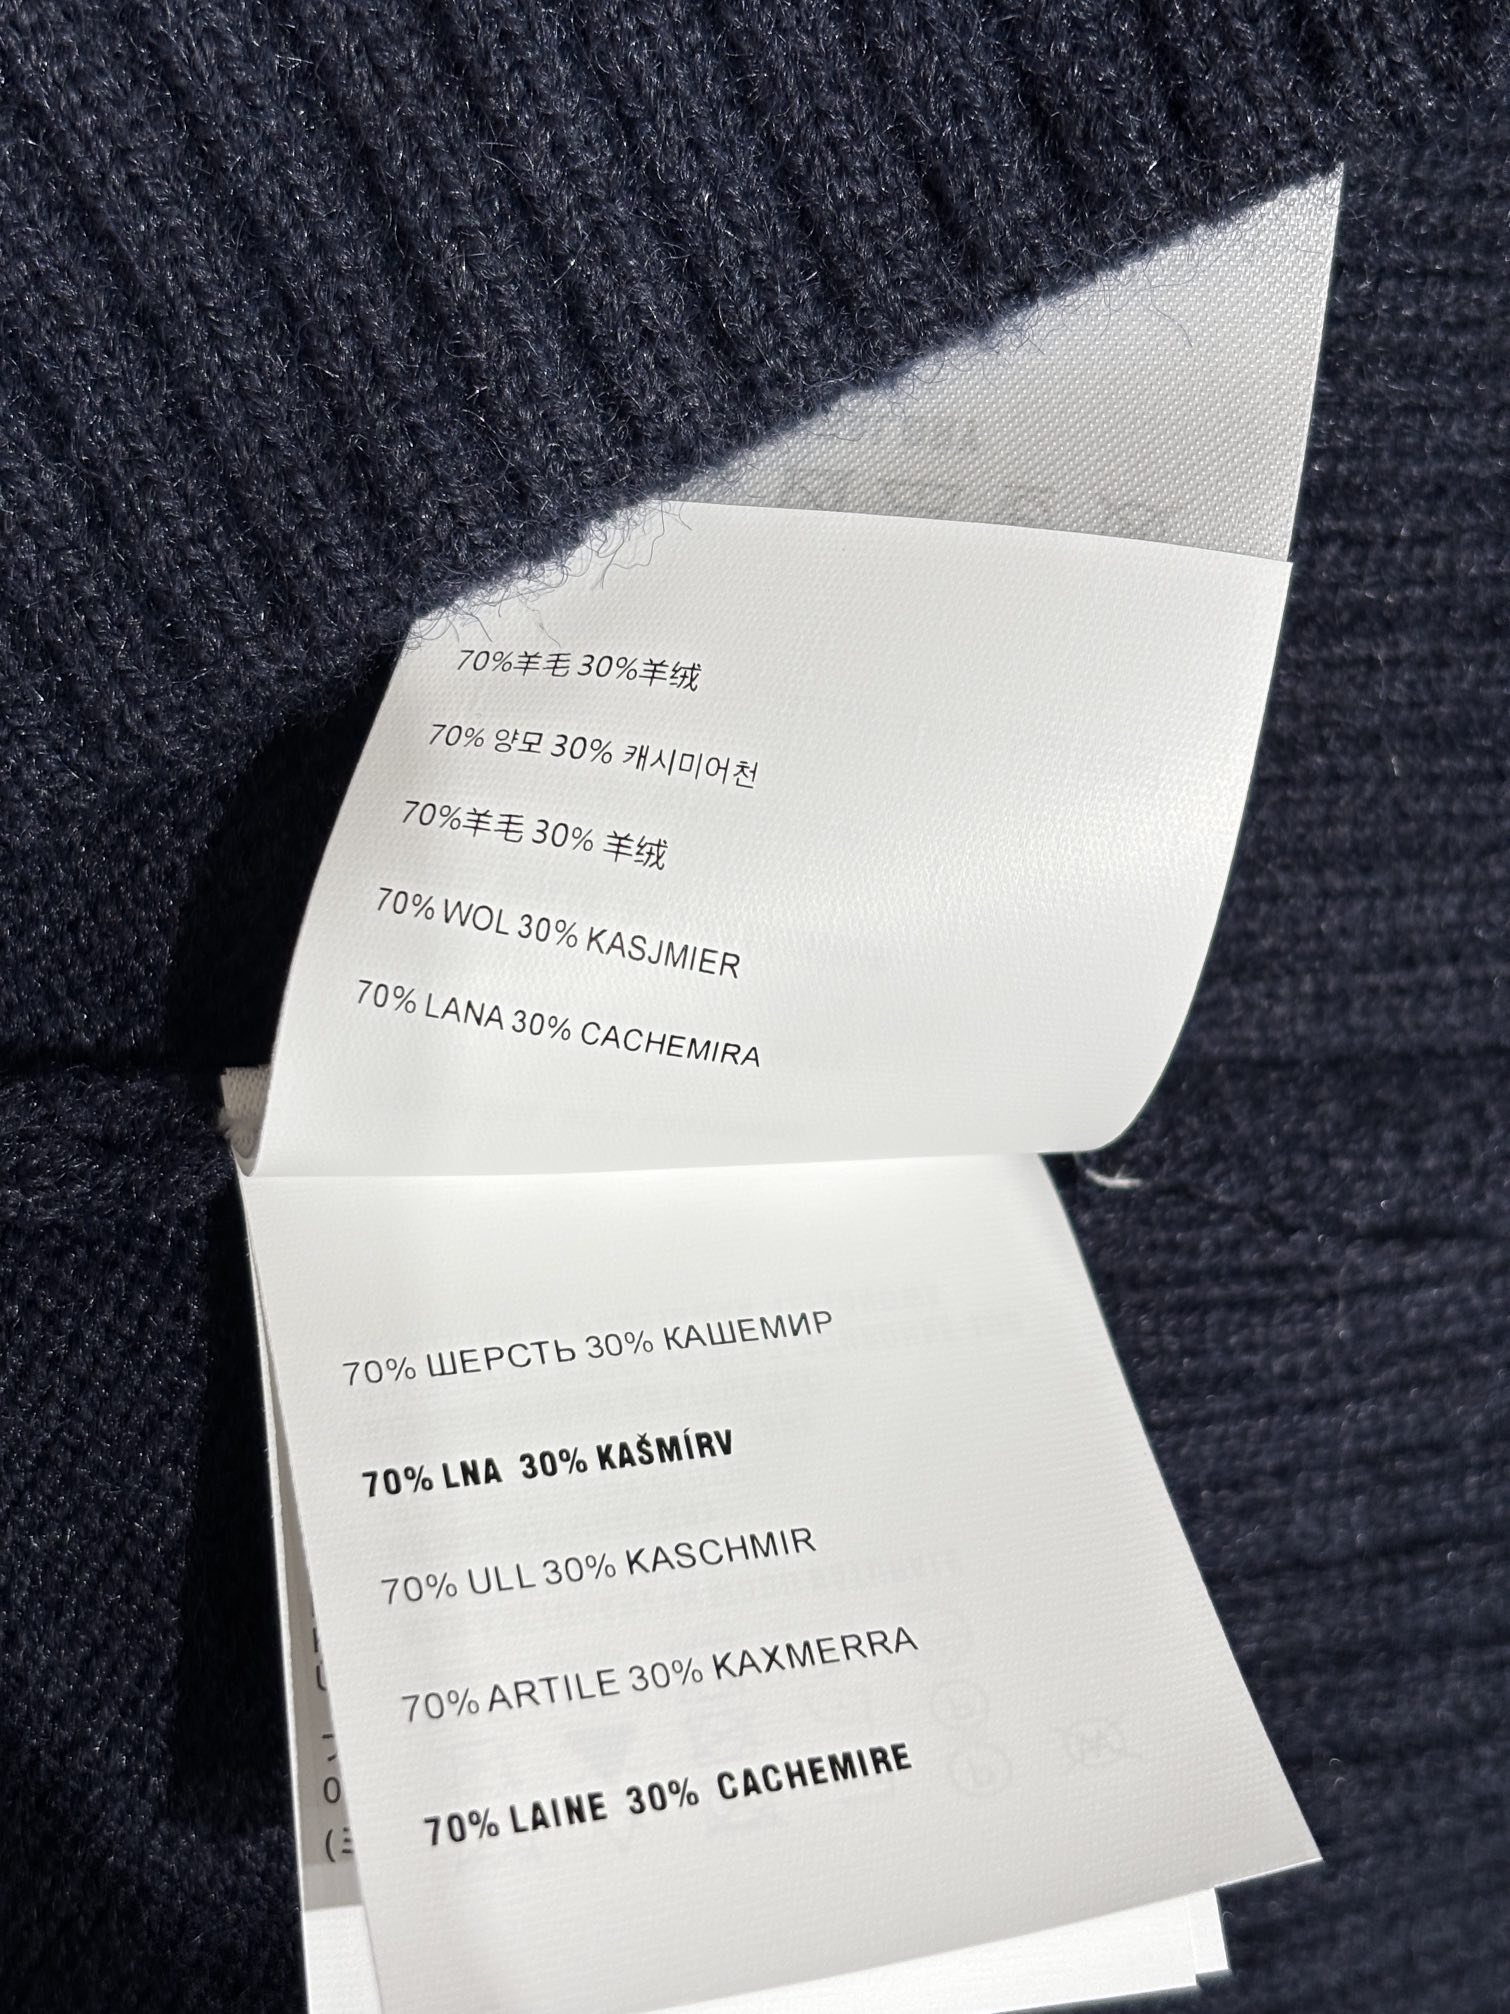 70%羊毛 30%羊绒
70% 양모 30% 캐시미어천
70%羊毛 30% 羊绒
70% WOL 30% KASJMIER
70% LANA 30% CACHEMIRA
70% ШЕРСТЬ 30% КАШЕМИР
70% LNA 30% KAŠMÍRV
70% ULL 30% KASCHMIR
70% ARTILE 30% KAXMERRA
70% LAINE 30% CACHEMIRE